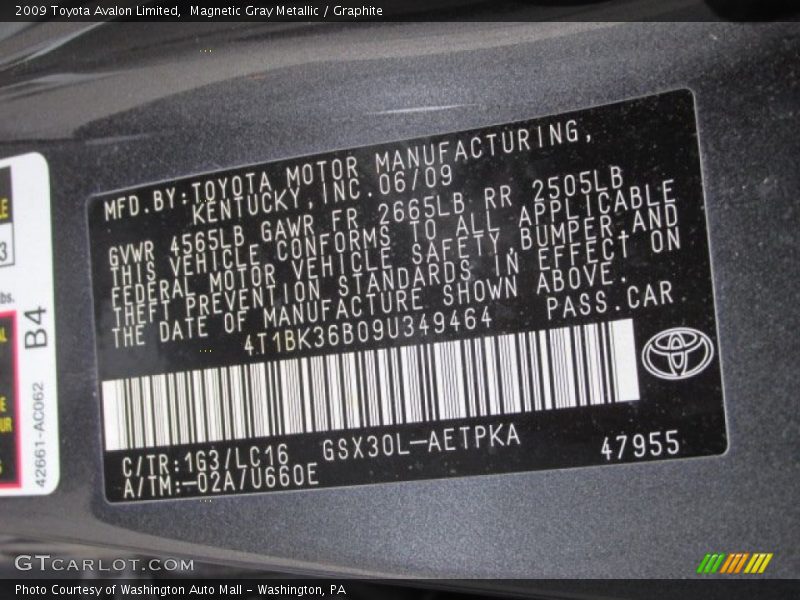 2009 Toyota Avalon Limited,  Magnetic Gray Metallic / Graphite
MFD.BY:TOYOTA MOTOR MANUFACTURING,
KENTUCKY,INC.06/09
GVWR 4565LB GAWR FR 2665LB RR 2505LB
THIS VEHICLE CONFORMS TO ALL APPLICABLE
FEDERAL MOTOR VEHICLE SAFETY,BUMPER,AND
THEFT PREVENTION STANDARDS IN EFFECT ON
THE DATE OF MANUFACTURE SHOWN ABOVE.
4T1BK36B09U349464 PASS.CAR
C/TR:1G3/LC16 GSX30L-AETPKA 47955
A/TM:-02A/U660E
B4
42661-AC062
GTCARLOT.COM
Photo Courtesy of Washington Auto Mall - Washington, PA